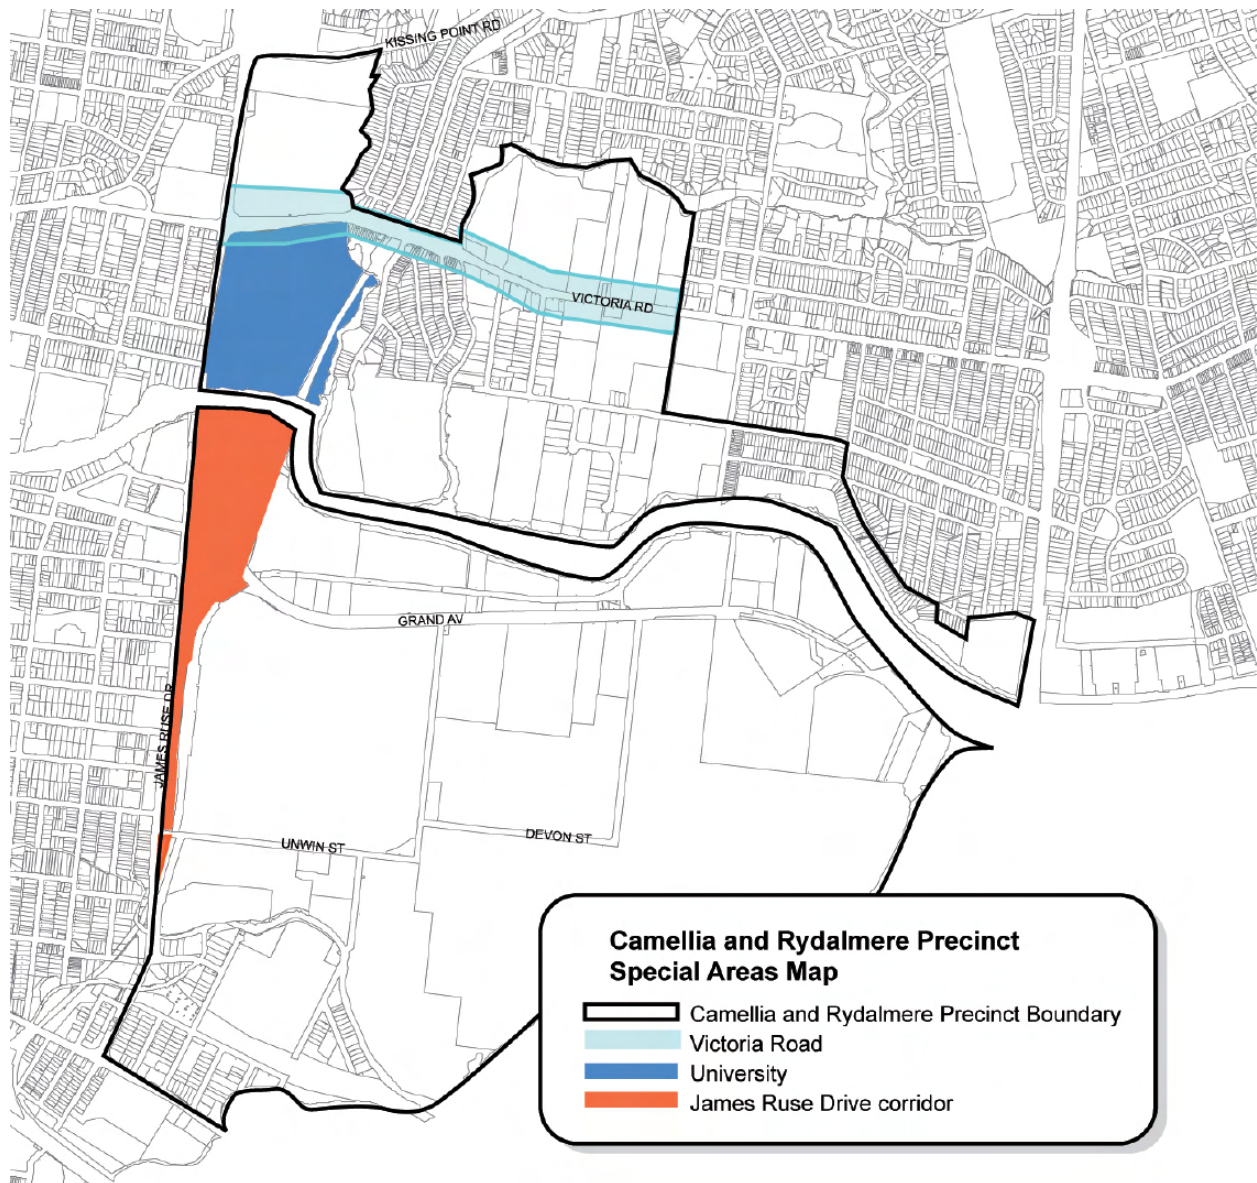 KISSING POINT RD
VICTORIA RD
GRAND AV
JAMES RUSE DR
UNWIN ST
DEVON ST
Camellia and Rydalmere Precinct
Special Areas Map
Camellia and Rydalmere Precinct Boundary
Victoria Road
University
James Ruse Drive corridor